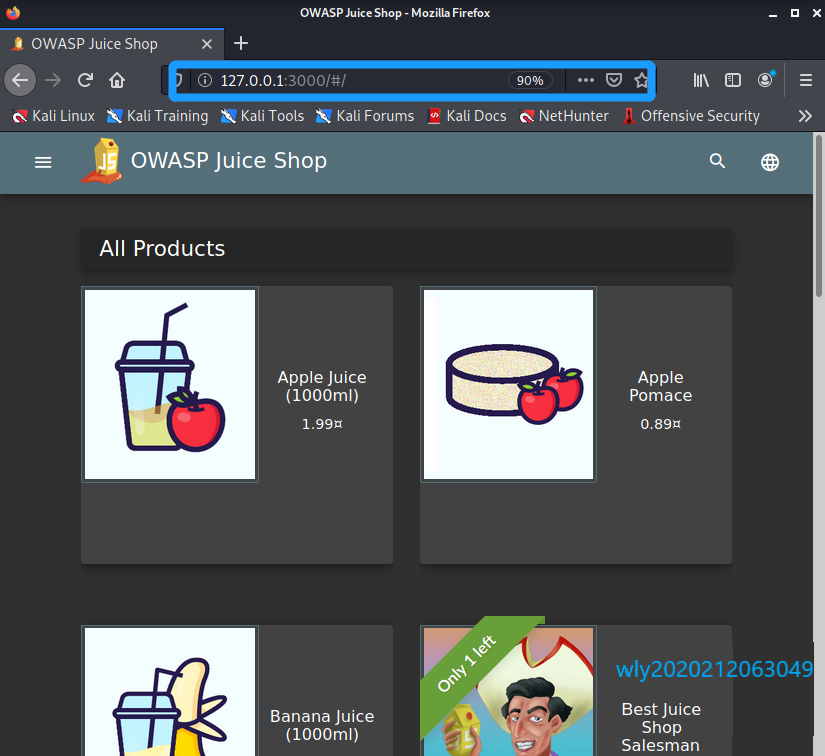 OWASP Juice Shop - Mozilla Firefox
OWASP Juice Shop
127.0.0.1:3000/#/ 90%
Kali Linux Kali Training Kali Tools Kali Forums Kali Docs NetHunter Offensive Security
JS OWASP Juice Shop
All Products
Apple Juice
(1000ml)
1.99¤
Apple
Pomace
0.89¤
Banana Juice
(1000ml)
Only 1 left
wly2020212063049
Best Juice
Shop
Salesman